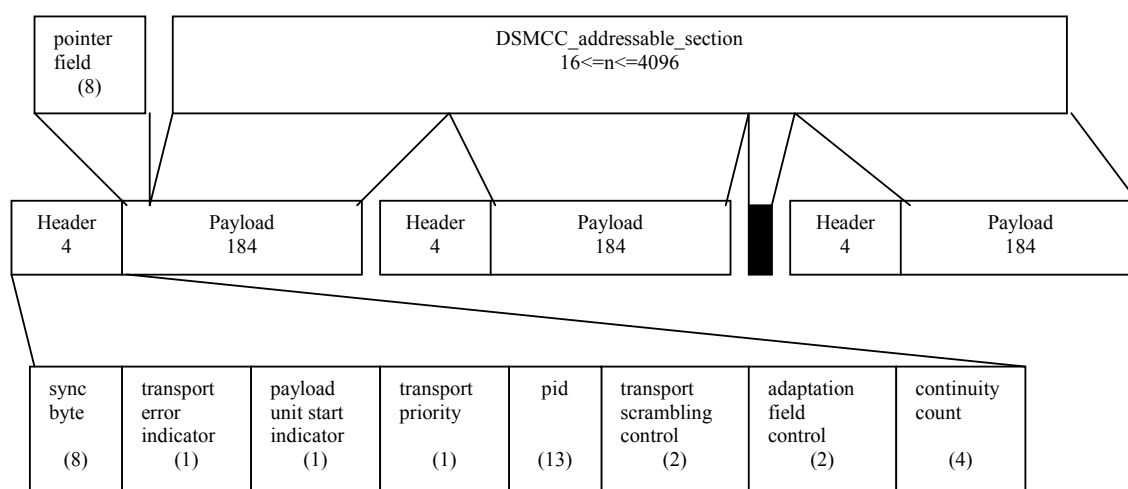 pointer
field
(8)
DSMCC_addressable_section
16<=n<=4096
Header
4
Payload
184
Header
4
Payload
184
Header
4
Payload
184
sync
byte
(8)
transport
error
indicator
(1)
payload
unit start
indicator
(1)
transport
priority
(1)
pid
(13)
transport
scrambling
control
(2)
adaptation
field
control
(2)
continuity
count
(4)